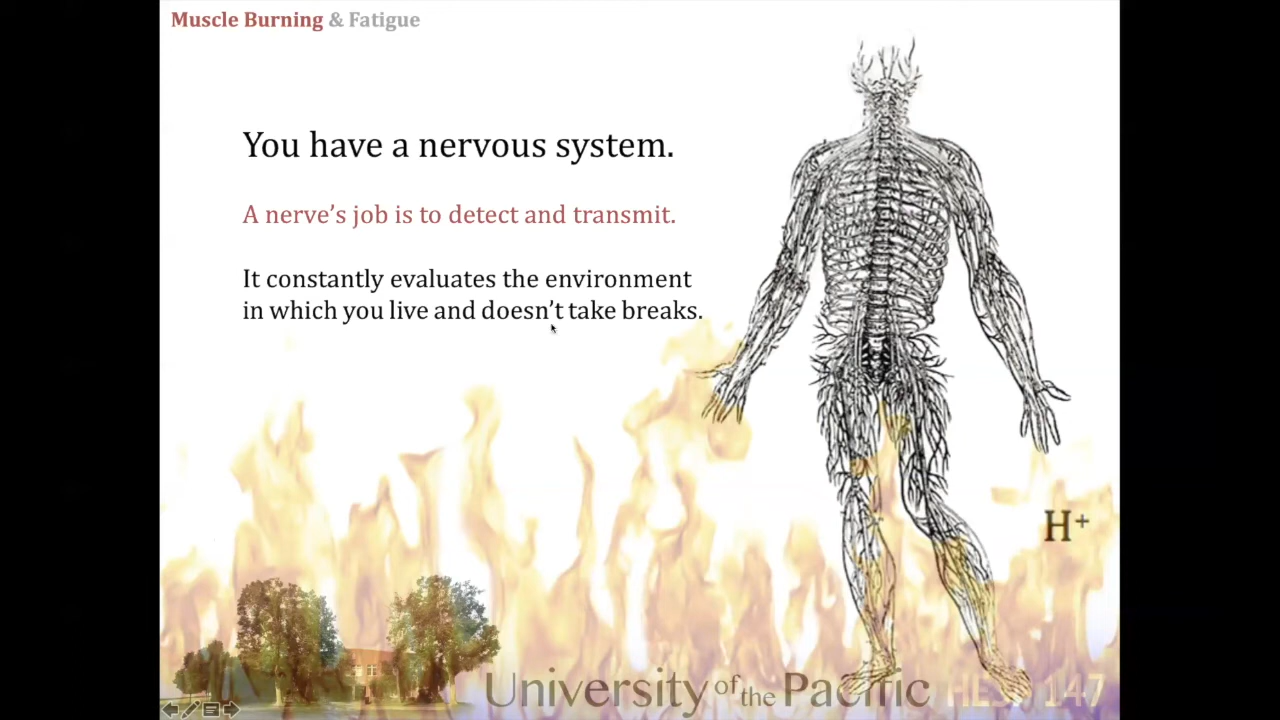 Muscle Burning & Fatigue
You have a nervous system.
A nerve’s job is to detect and transmit.
It constantly evaluates the environment
in which you live and doesn’t take breaks.
H⁺
University of the Pacific
147